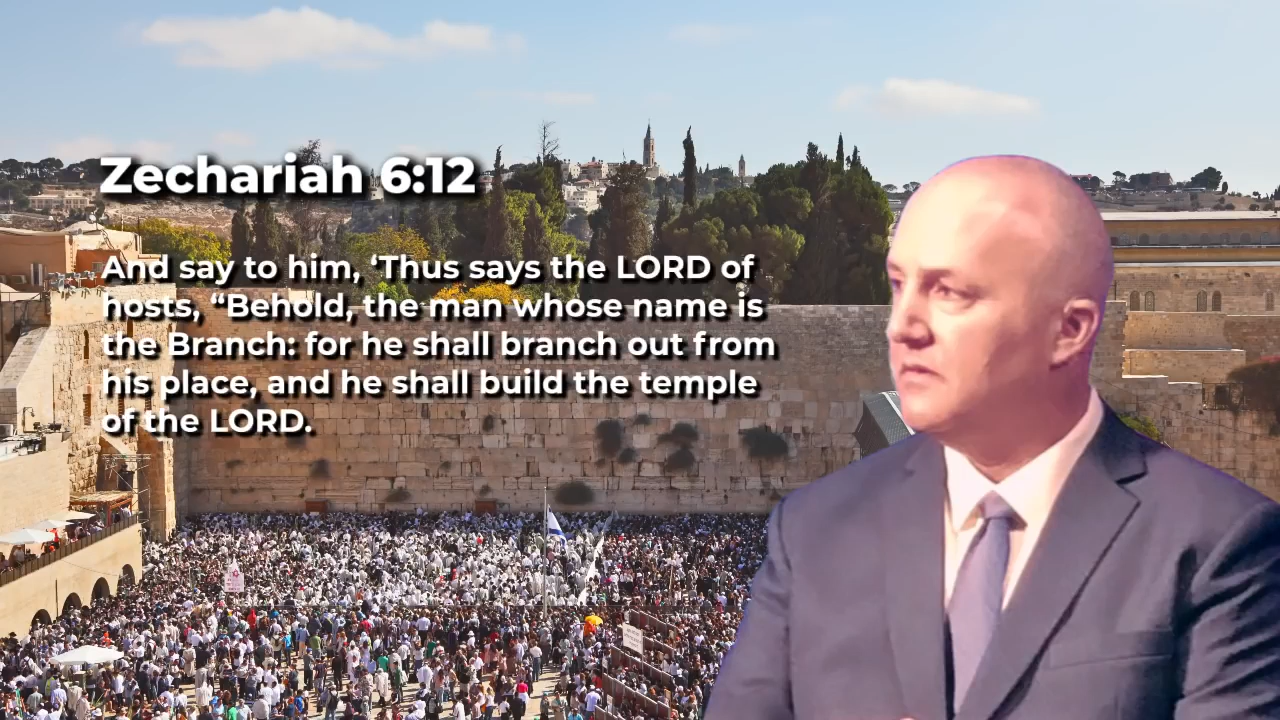 Zechariah 6:12
And say to him, ‘Thus says the LORD of
hosts, “Behold, the man whose name is
the Branch: for he shall branch out from
his place, and he shall build the temple
of the LORD.